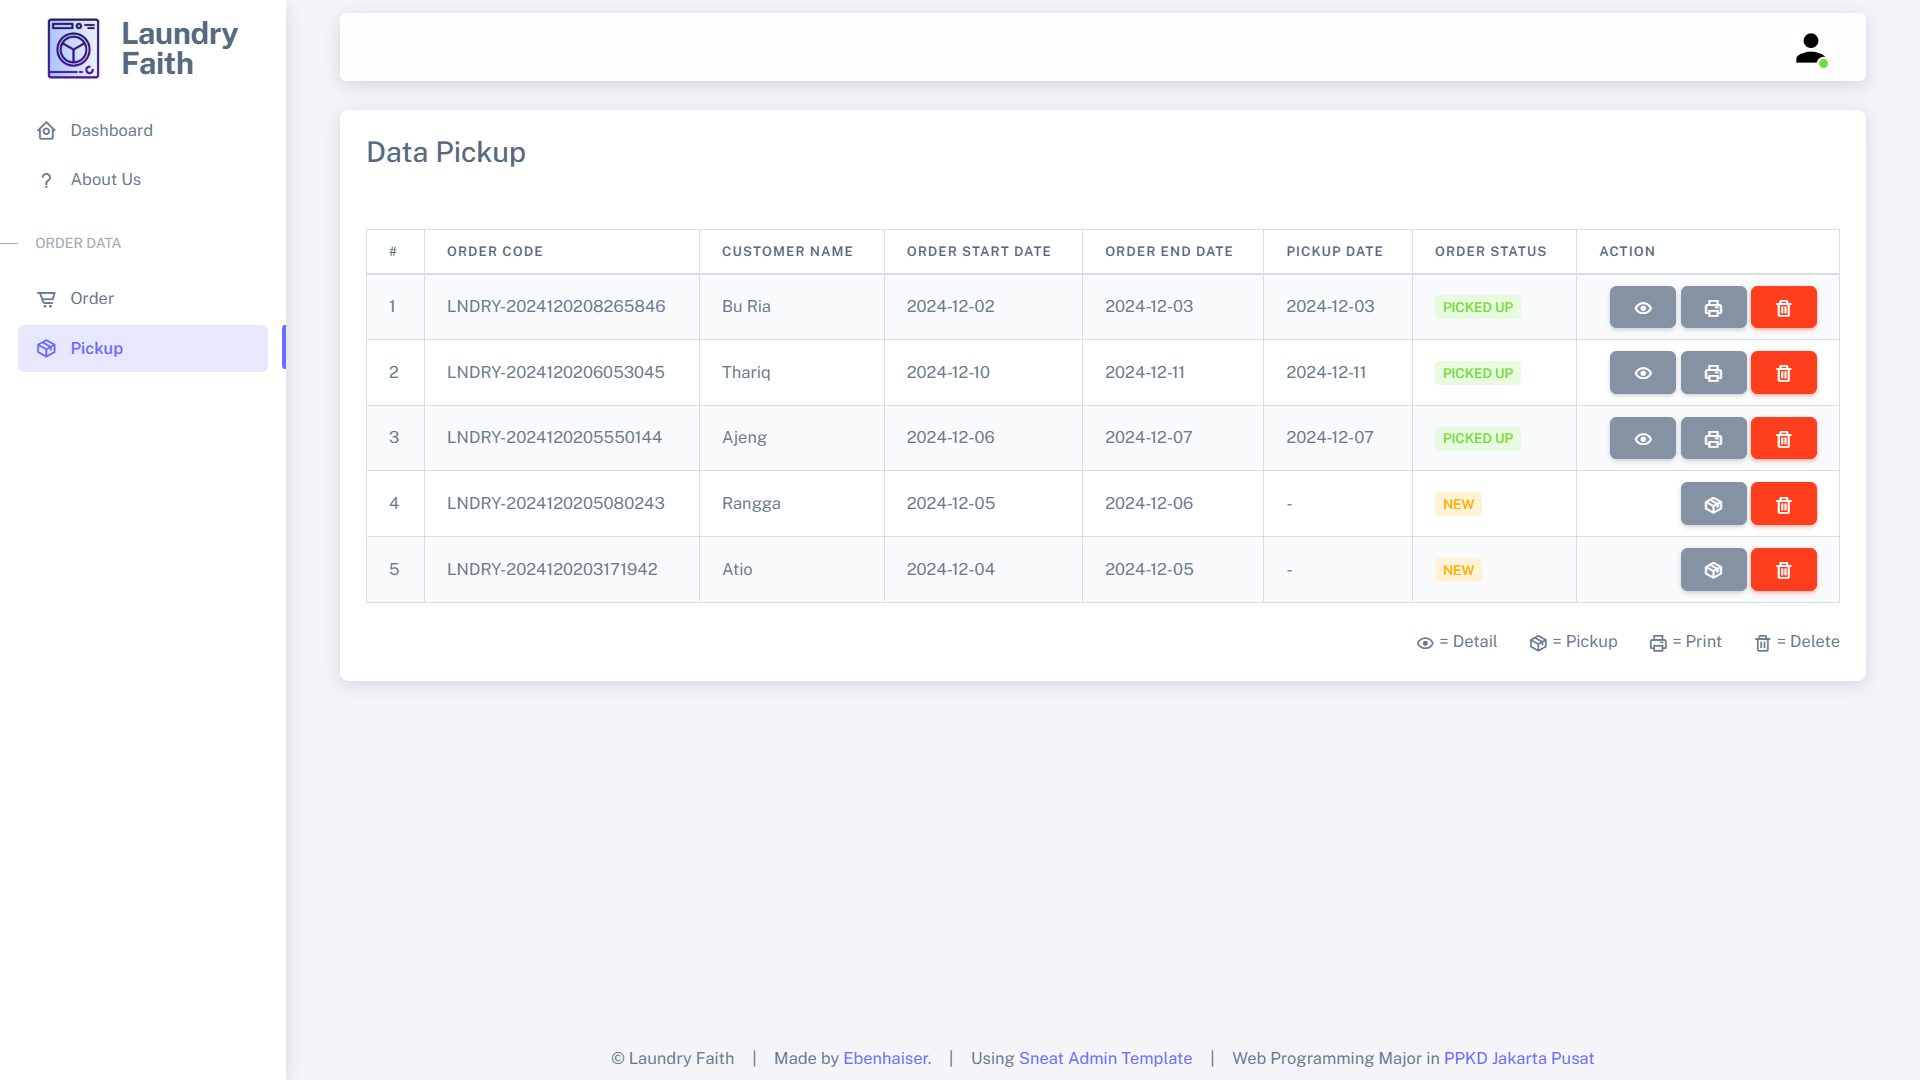 Laundry
Faith
Dashboard
About Us
ORDER DATA
Order
Pickup
Data Pickup
# ORDER CODE CUSTOMER NAME ORDER START DATE ORDER END DATE PICKUP DATE ORDER STATUS ACTION
1 LNDRY-2024120208265846 Bu Ria 2024-12-02 2024-12-03 2024-12-03 PICKED UP
2 LNDRY-2024120206053045 Thariq 2024-12-10 2024-12-11 2024-12-11 PICKED UP
3 LNDRY-2024120205550144 Ajeng 2024-12-06 2024-12-07 2024-12-07 PICKED UP
4 LNDRY-2024120205080243 Rangga 2024-12-05 2024-12-06 - NEW
5 LNDRY-2024120203171942 Atio 2024-12-04 2024-12-05 - NEW
= Detail = Pickup = Print = Delete
© Laundry Faith | Made by Ebenhaiser. | Using Sneat Admin Template | Web Programming Major in PPKD Jakarta Pusat